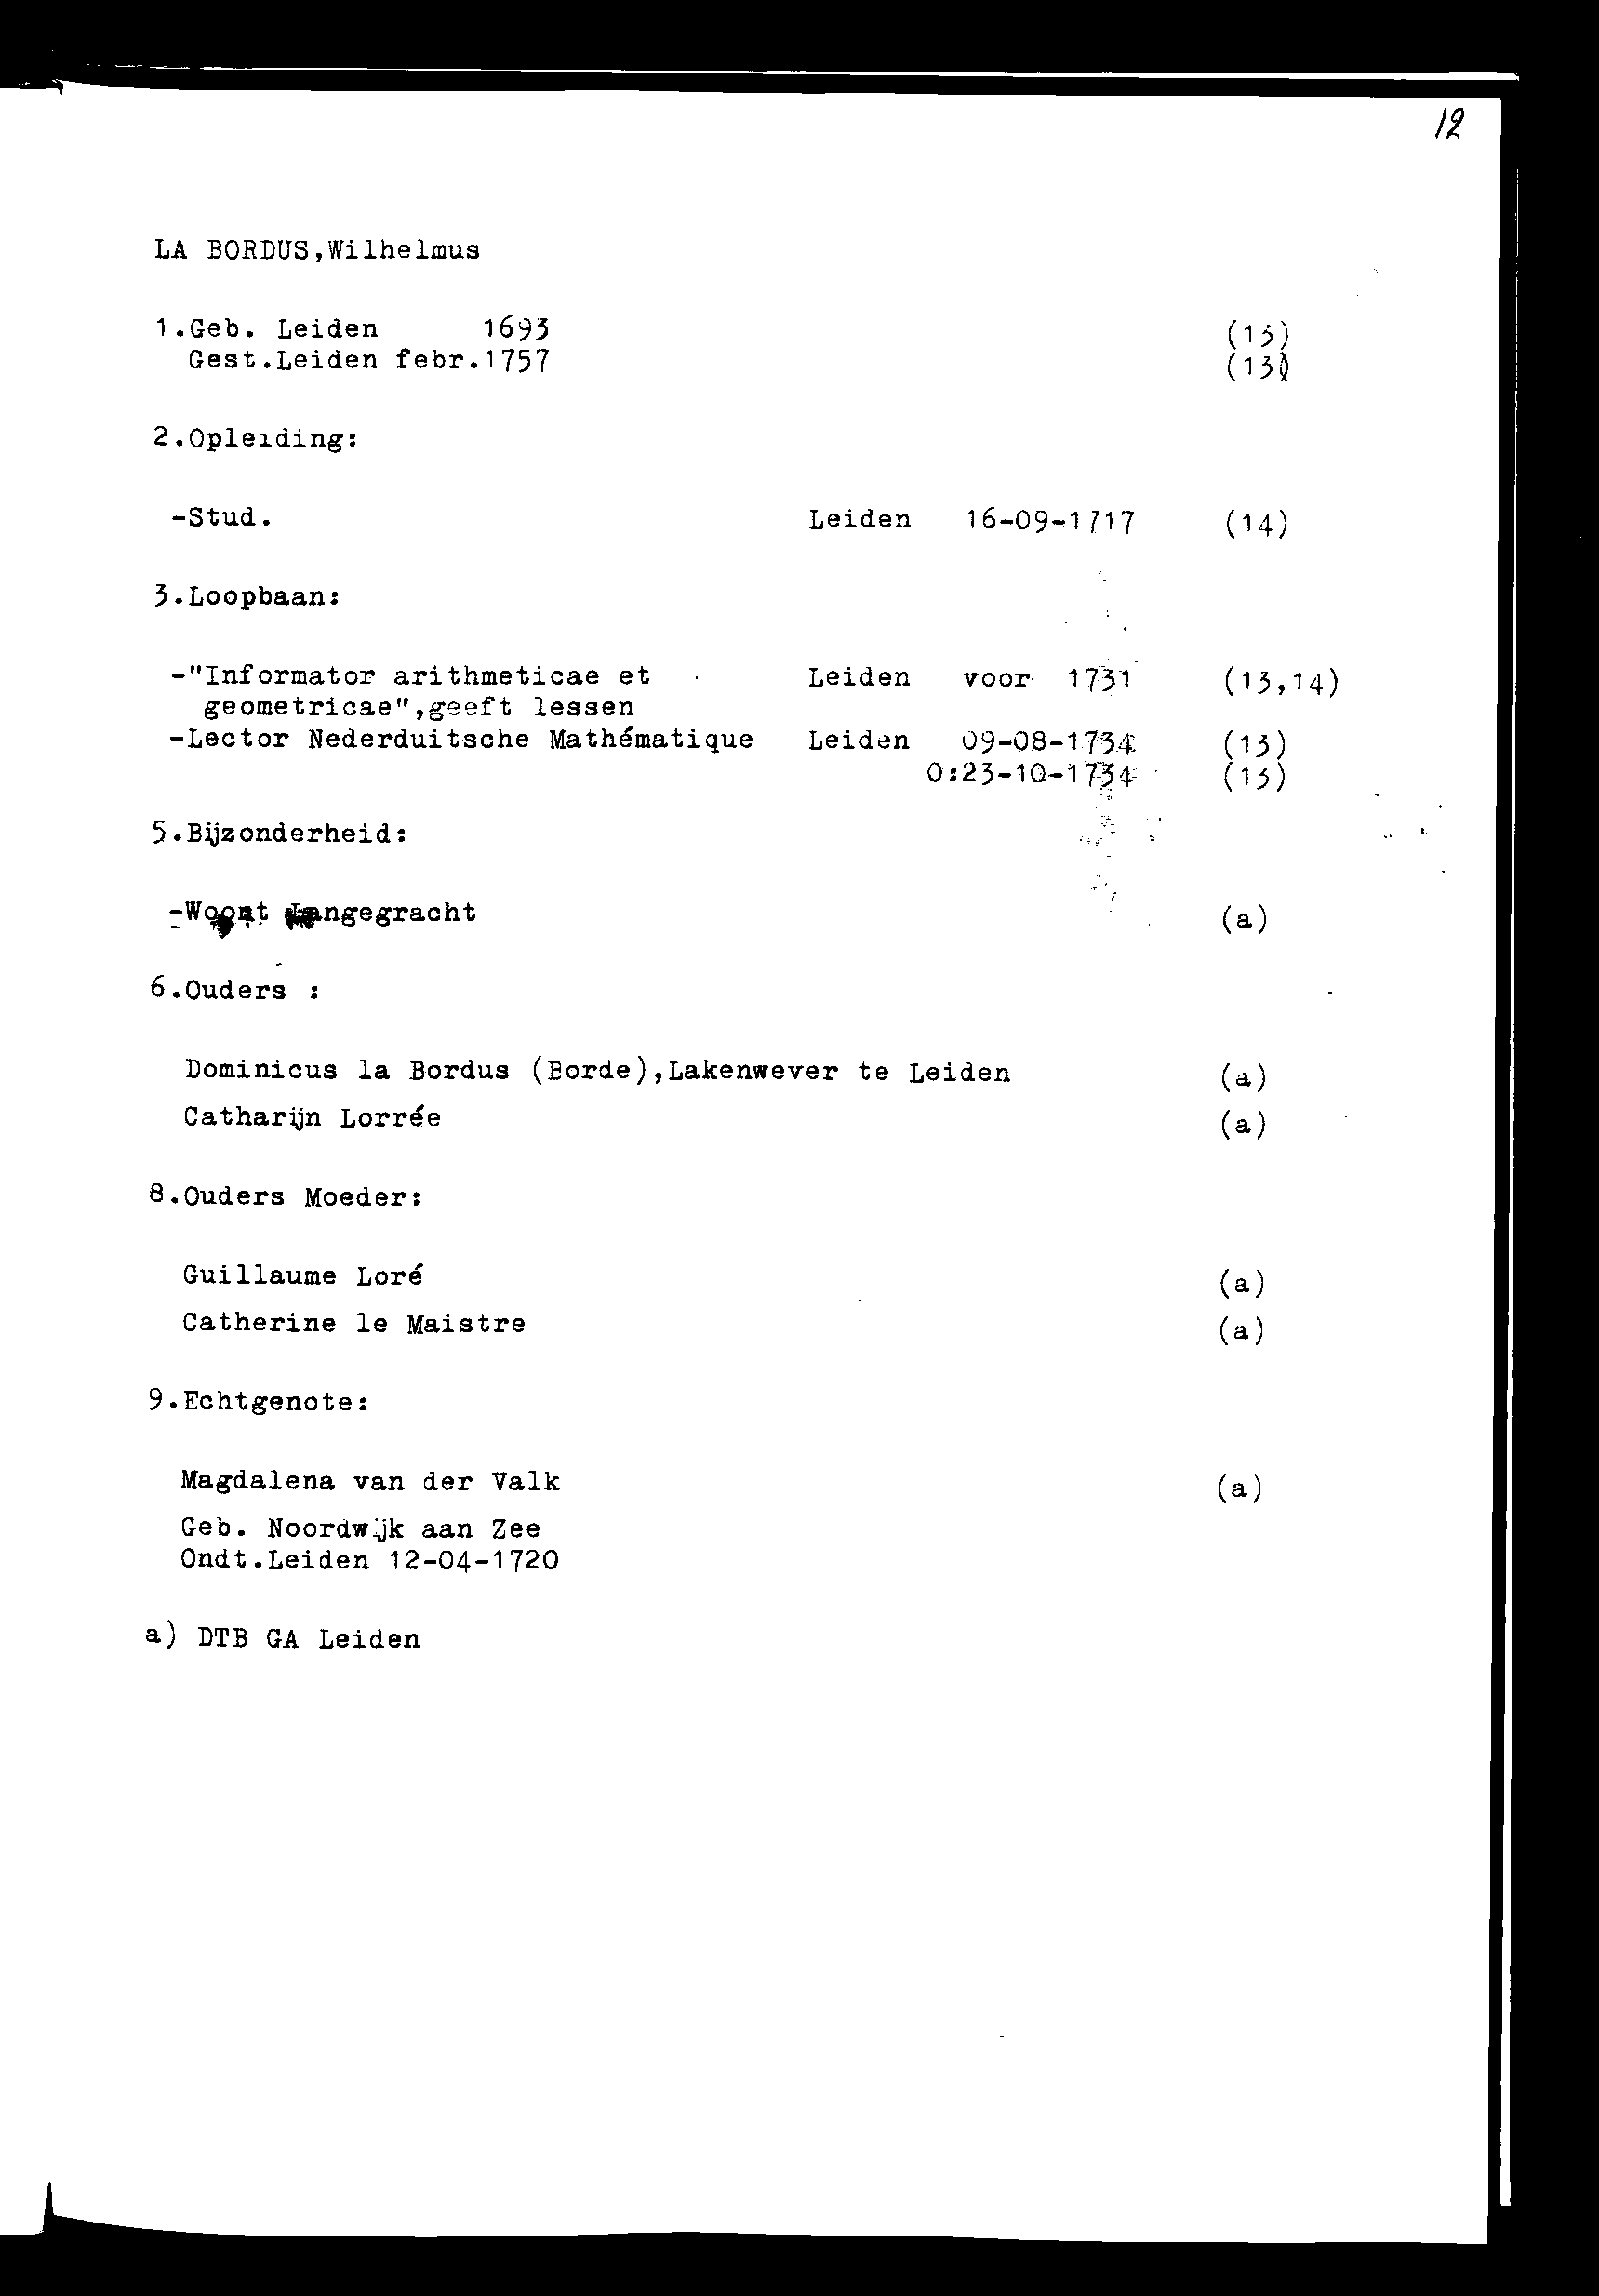 12
LA BORDUS,Wilhelmus
1.Geb. Leiden 1693 (13)
Gest.Leiden febr.1757 (13)
2.Opleiding:
-Stud. Leiden 16-09-1717 (14)
3.Loopbaan:
-"Informator arithmeticae et Leiden voor 1731 (13,14)
geometricae",geeft lessen
-Lector Nederduitsche Mathématique Leiden 09-08-1734 (13)
O:23-10-1734 (13)
5.Bijzonderheid:
-Woont Langegracht (a)
6.Ouders :
Dominicus la Bordus (Borde),Lakenwever te Leiden (a)
Catharijn Lorrée (a)
8.Ouders Moeder:
Guillaume Loré (a)
Catherine le Maistre (a)
9.Echtgenote:
Magdalena van der Valk (a)
Geb. Noordwijk aan Zee
Ondt.Leiden 12-04-1720
a) DTB GA Leiden